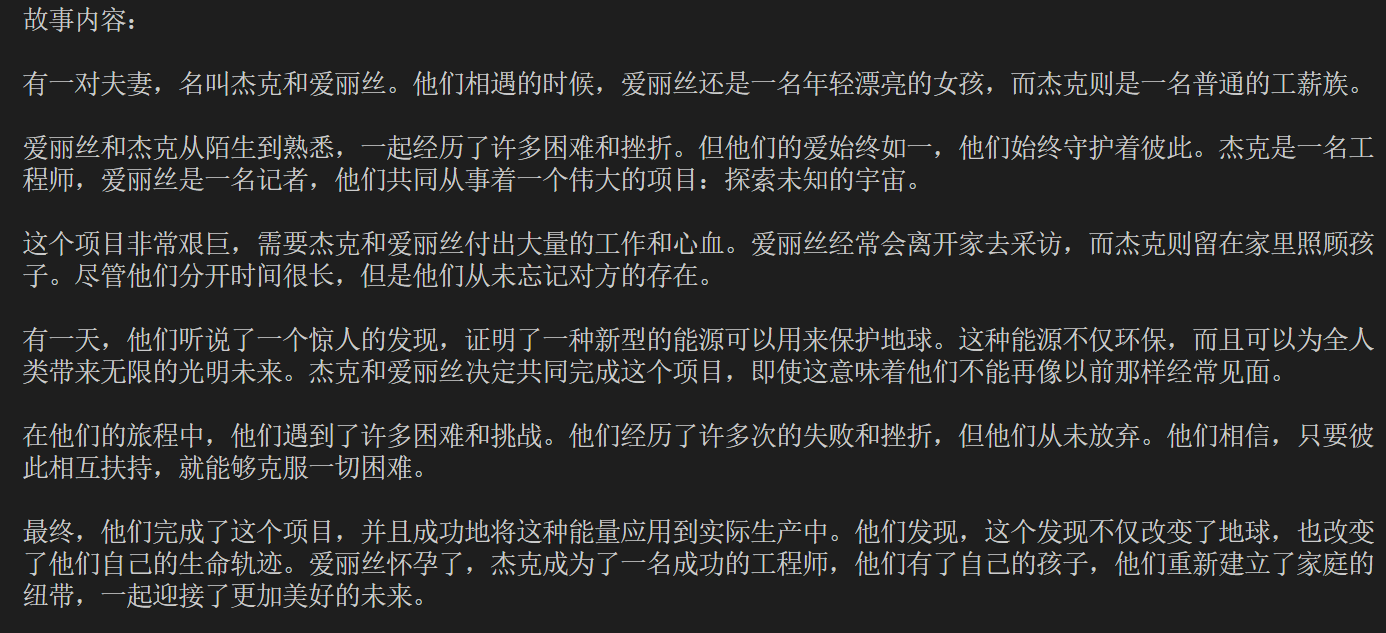 故事内容：
有一对夫妻，名叫杰克和爱丽丝。他们相遇的时候，爱丽丝还是一名年轻漂亮的女孩，而杰克则是一名普通的工薪族。
爱丽丝和杰克从陌生到熟悉，一起经历了许多困难和挫折。但他们的爱始终如一，他们始终守护着彼此。杰克是一名工
程师，爱丽丝是一名记者，他们共同从事着一个伟大的项目：探索未知的宇宙。
这个项目非常艰巨，需要杰克和爱丽丝付出大量的工作和心血。爱丽丝经常会离开家去采访，而杰克则留在家里照顾孩
子。尽管他们分开时间很长，但是他们从未忘记对方的存在。
有一天，他们听说了一个惊人的发现，证明了一种新型的能源可以用来保护地球。这种能源不仅环保，而且可以为全人
类带来无限的光明未来。杰克和爱丽丝决定共同完成这个项目，即使这意味着他们不能再像以前那样经常见面。
在他们的旅程中，他们遇到了许多困难和挑战。他们经历了许多次的失败和挫折，但他们从未放弃。他们相信，只要彼
此相互扶持，就能够克服一切困难。
最终，他们完成了这个项目，并且成功地将这种能量应用到实际生产中。他们发现，这个发现不仅改变了地球，也改变
了他们自己的生命轨迹。爱丽丝怀孕了，杰克成为了一名成功的工程师，他们有了自己的孩子，他们重新建立了家庭的
纽带，一起迎接了更加美好的未来。